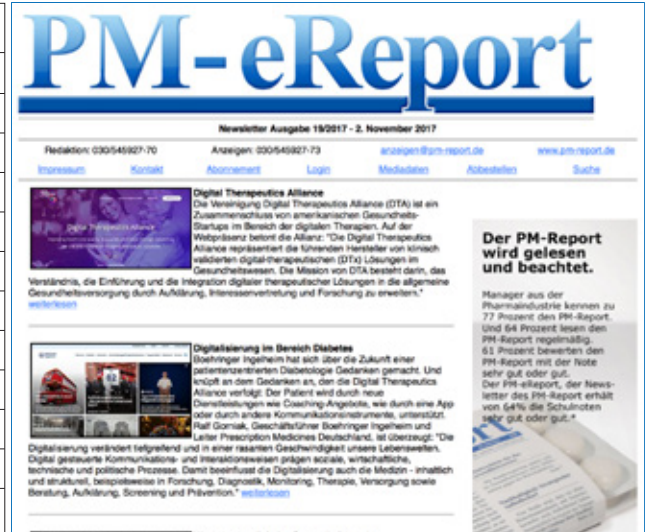 PM-eReport
Newsletter Ausgabe 19/2017 - 2. November 2017
Redaktion: 030/545927-70 Anzeigen: 030/545927-73 anzeigen@pm-report.de www.pm-report.de
Impressum Kontakt Abonnement Login Mediadaten Abbestellen Suche
Digital Therapeutics Alliance
Digital Therapeutics Alliance
Die Vereinigung Digital Therapeutics Alliance (DTA) ist ein
Zusammenschluss von amerikanischen Gesundheits-
Startups im Bereich der digitalen Therapien. Auf der
Webpräsenz betont die Allianz: "Die Digital Therapeutics
Alliance repräsentiert die führenden Hersteller von klinisch
validierten digital-therapeutischen (DTx) Lösungen im
Gesundheitswesen. Die Mission von DTA besteht darin, das
Verständnis, die Einführung und die Integration digitaler therapeutischer Lösungen in die allgemeine
Gesundheitsversorgung durch Aufklärung, Interessenvertretung und Forschung zu erweitern."
weiterlesen
Digitalisierung im Bereich Diabetes
Boehringer Ingelheim hat sich über die Zukunft einer
patientenzentrierten Diabetologie Gedanken gemacht. Und
knüpft an dem Gedanken an, den die Digital Therapeutics
Alliance verfolgt: Der Patient wird durch neue
Dienstleistungen wie Coaching-Angebote, wie durch eine App
oder durch andere Kommunikationsinstrumente, unterstützt.
Ralf Gorniak, Geschäftsführer Boehringer Ingelheim und
Leiter Prescription Medicines Deutschland, ist überzeugt: "Die
Digitalisierung verändert tiefgreifend und in einer rasanten Geschwindigkeit unsere Lebenswelten.
Digital gesteuerte Kommunikations- und Interaktionsweisen prägen soziale, wirtschaftliche,
technische und politische Prozesse. Damit beeinflusst die Digitalisierung auch die Medizin - inhaltlich
und strukturell, beispielsweise in Forschung, Diagnostik, Monitoring, Therapie, Versorgung sowie
Beratung, Aufklärung, Screening und Prävention." weiterlesen
Der PM-Report
wird gelesen
und beachtet.
Manager aus der
Pharmaindustrie kennen zu
77 Prozent den PM-Report.
Und 64 Prozent lesen den
PM-Report regelmäßig.
61 Prozent bewerten den
PM-Report mit der Note
sehr gut oder gut.
Der PM-eReport, der News-
letter des PM-Report erhält
von 64% die Schulnoten
sehr gut oder gut.*